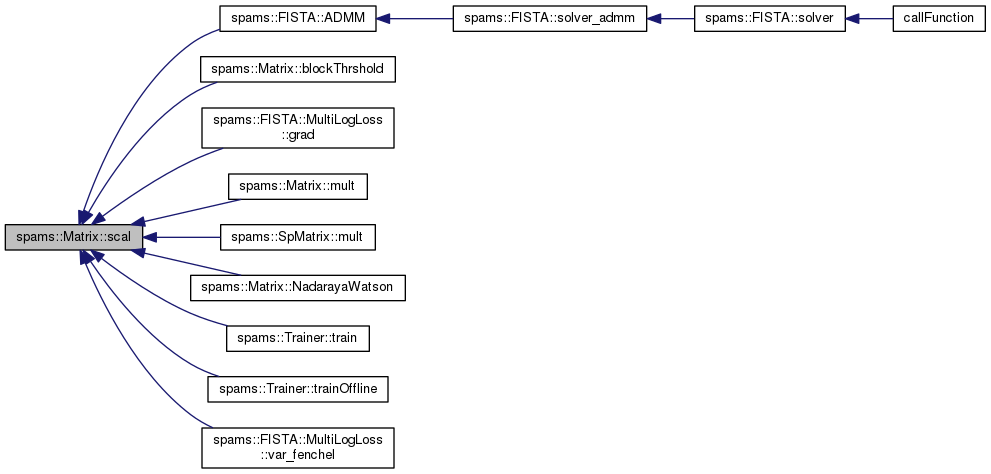 spams::FISTA::ADMM
spams::FISTA::solver_admm
spams::FISTA::solver
callFunction
spams::Matrix::blockThrshold
spams::FISTA::MultiLogLoss
::grad
spams::Matrix::mult
spams::Matrix::scal
spams::SpMatrix::mult
spams::Matrix::NadarayaWatson
spams::Trainer::train
spams::Trainer::trainOffline
spams::FISTA::MultiLogLoss
::var_fenchel